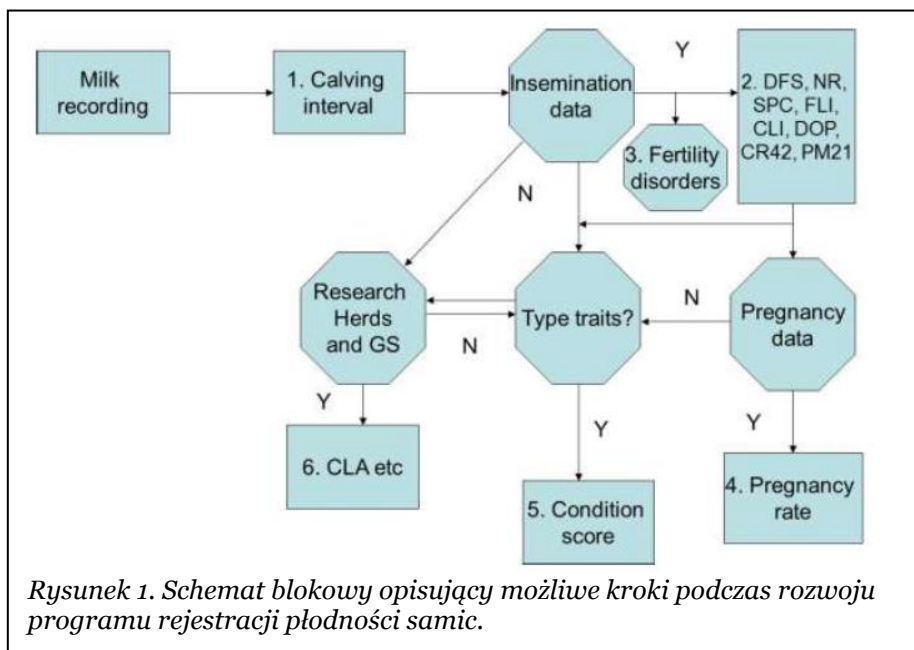 Milk
recording
1. Calving
interval
Insemination
data
Y
2. DFS, NR,
SPC, FLI,
CLI, DOP,
CR42, PM21
3. Fertility
disorders
N
Research
Herds
and GS
N
Type traits?
N
Pregnancy
data
Y
6. CLA etc
Y
5. Condition
score
Y
4. Pregnancy
rate
Rysunek 1. Schemat blokowy opisujący możliwe kroki podczas rozwoju
programu rejestracji płodności samic.